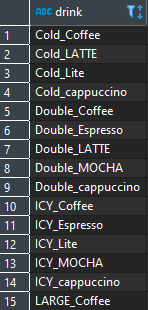 ABC drink
1 Cold_Coffee
2 Cold_LATTE
3 Cold_Lite
4 Cold_cappuccino
5 Double_Coffee
6 Double_Espresso
7 Double_LATTE
8 Double_MOCHA
9 Double_cappuccino
10 ICY_Coffee
11 ICY_Espresso
12 ICY_Lite
13 ICY_MOCHA
14 ICY_cappuccino
15 LARGE_Coffee